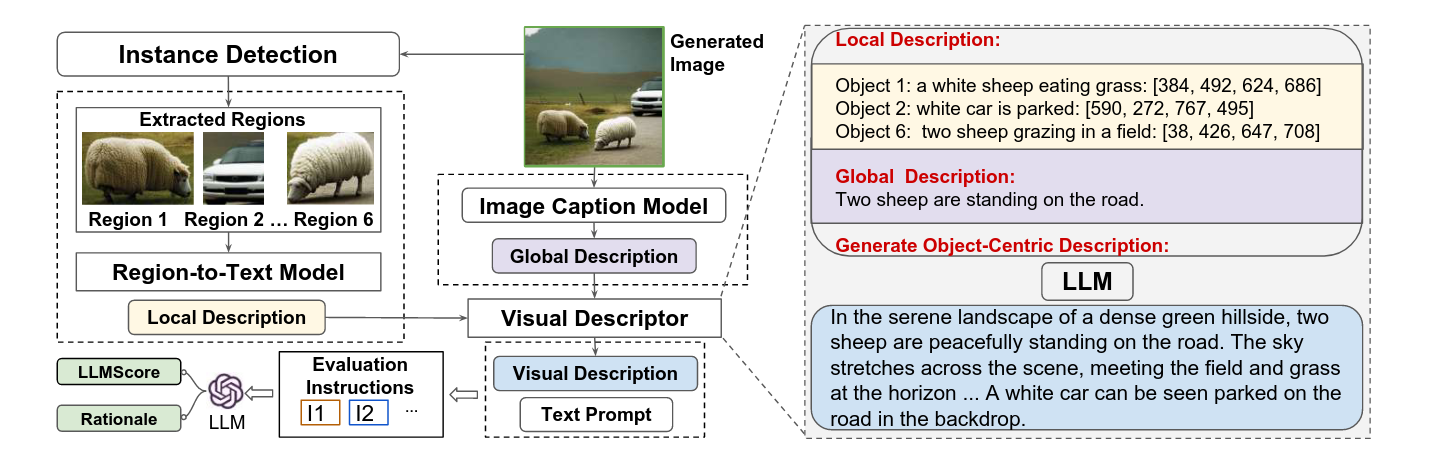 Instance Detection
Generated
Image
Extracted Regions
Region 1 Region 2 ... Region 6
Region-to-Text Model
Local Description
Image Caption Model
Global Description
Visual Descriptor
Visual Description
Text Prompt
Evaluation
Instructions
I1 I2 ...
LLM
LLMScore
Rationale
Local Description:
Object 1: a white sheep eating grass: [384, 492, 624, 686]
Object 2: white car is parked: [590, 272, 767, 495]
Object 6: two sheep grazing in a field: [38, 426, 647, 708]
Global Description:
Two sheep are standing on the road.
Generate Object-Centric Description:
LLM
In the serene landscape of a dense green hillside, two
sheep are peacefully standing on the road. The sky
stretches across the scene, meeting the field and grass
at the horizon ... A white car can be seen parked on the
road in the backdrop.